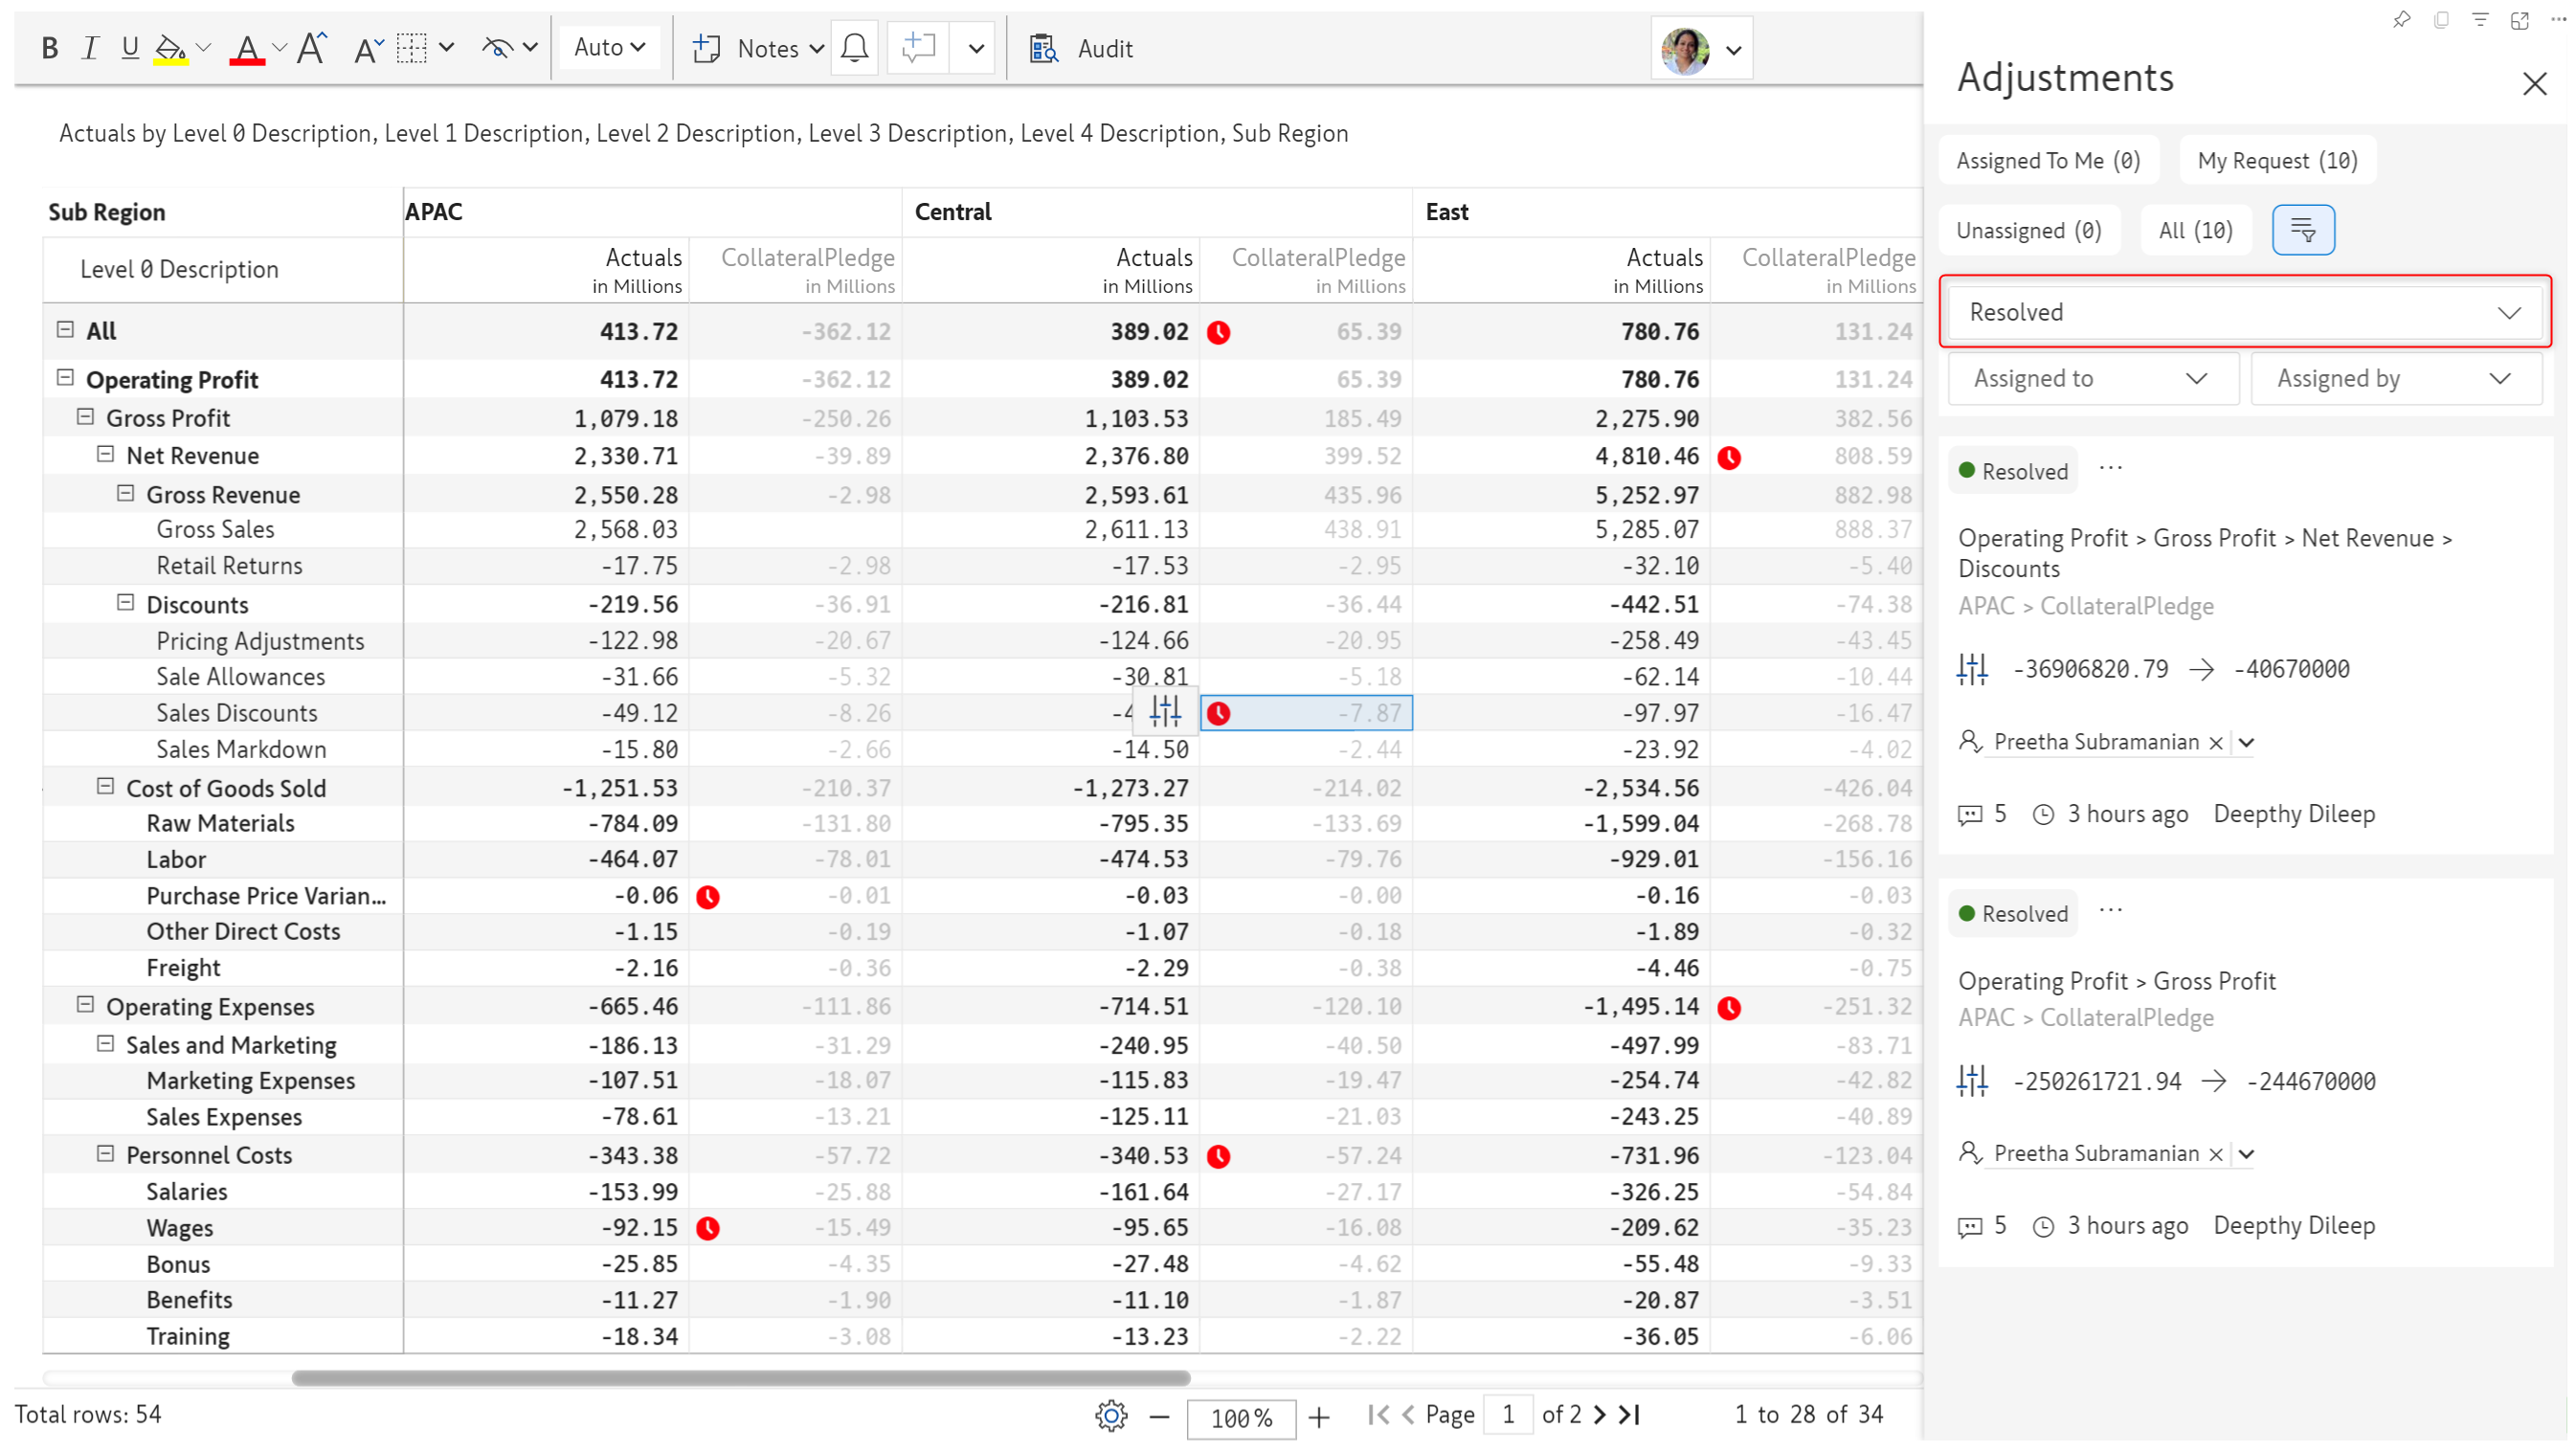 B I U A A A Auto Notes Audit
Adjustments
Actuals by Level 0 Description, Level 1 Description, Level 2 Description, Level 3 Description, Level 4 Description, Sub Region
Assigned To Me (0) My Request (10)
Unassigned (0) All (10)
Resolved
Assigned to Assigned by
Sub Region APAC Central East
Level 0 Description Actuals CollateralPledge Actuals CollateralPledge Actuals CollateralPledge
in Millions in Millions in Millions in Millions in Millions in Millions
All 413.72 -362.12 389.02 65.39 780.76 131.24
Operating Profit 413.72 -362.12 389.02 65.39 780.76 131.24
Gross Profit 1,079.18 -250.26 1,103.53 185.49 2,275.90 382.56
Net Revenue 2,330.71 -39.89 2,376.80 399.52 4,810.46 808.59
Gross Revenue 2,550.28 -2.98 2,593.61 435.96 5,252.97 882.98
Gross Sales 2,568.03 2,611.13 438.91 5,285.07 888.37
Retail Returns -17.75 -2.98 -17.53 -2.95 -32.10 -5.40
Discounts -219.56 -36.91 -216.81 -36.44 -442.51 -74.38
Pricing Adjustments -122.98 -20.67 -124.66 -20.95 -258.49 -43.45
Sale Allowances -31.66 -5.32 -30.81 -5.18 -62.14 -10.44
Sales Discounts -49.12 -8.26 -7.87 -97.97 -16.47
Sales Markdown -15.80 -2.66 -14.50 -2.44 -23.92 -4.02
Cost of Goods Sold -1,251.53 -210.37 -1,273.27 -214.02 -2,534.56 -426.04
Raw Materials -784.09 -131.80 -795.35 -133.69 -1,599.04 -268.78
Labor -464.07 -78.01 -474.53 -79.76 -929.01 -156.16
Purchase Price Varian... -0.06 -0.01 -0.03 -0.00 -0.16 -0.03
Other Direct Costs -1.15 -0.19 -1.07 -0.18 -1.89 -0.32
Freight -2.16 -0.36 -2.29 -0.38 -4.46 -0.75
Operating Expenses -665.46 -111.86 -714.51 -120.10 -1,495.14 -251.32
Sales and Marketing -186.13 -31.29 -240.95 -40.50 -497.99 -83.71
Marketing Expenses -107.51 -18.07 -115.83 -19.47 -254.74 -42.82
Sales Expenses -78.61 -13.21 -125.11 -21.03 -243.25 -40.89
Personnel Costs -343.38 -57.72 -340.53 -57.24 -731.96 -123.04
Salaries -153.99 -25.88 -161.64 -27.17 -326.25 -54.84
Wages -92.15 -15.49 -95.65 -16.08 -209.62 -35.23
Bonus -25.85 -4.35 -27.48 -4.62 -55.48 -9.33
Benefits -11.27 -1.90 -11.10 -1.87 -20.87 -3.51
Training -18.34 -3.08 -13.23 -2.22 -36.05 -6.06
Resolved ...
Operating Profit > Gross Profit > Net Revenue >
Discounts
APAC > CollateralPledge
-36906820.79 → -40670000
Preetha Subramanian
5 3 hours ago Deepthy Dileep
Resolved ...
Operating Profit > Gross Profit
APAC > CollateralPledge
-250261721.94 → -244670000
Preetha Subramanian
5 3 hours ago Deepthy Dileep
Total rows: 54 100% Page 1 of 2 1 to 28 of 34